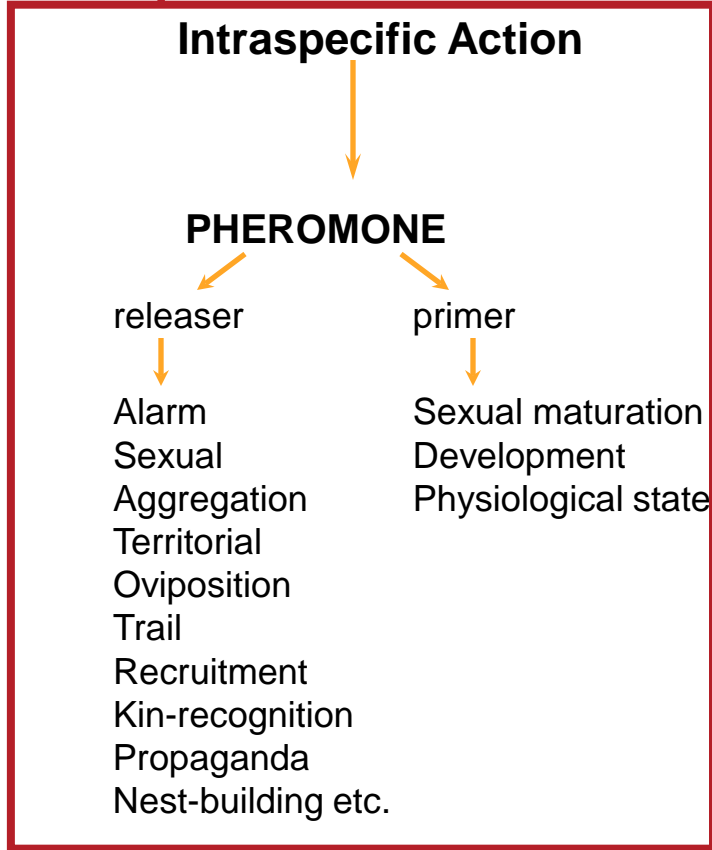 Intraspecific Action
PHEROMONE
releaser
primer
Alarm
Sexual
Aggregation
Territorial
Oviposition
Trail
Recruitment
Kin-recognition
Propaganda
Nest-building etc.
Sexual maturation
Development
Physiological state